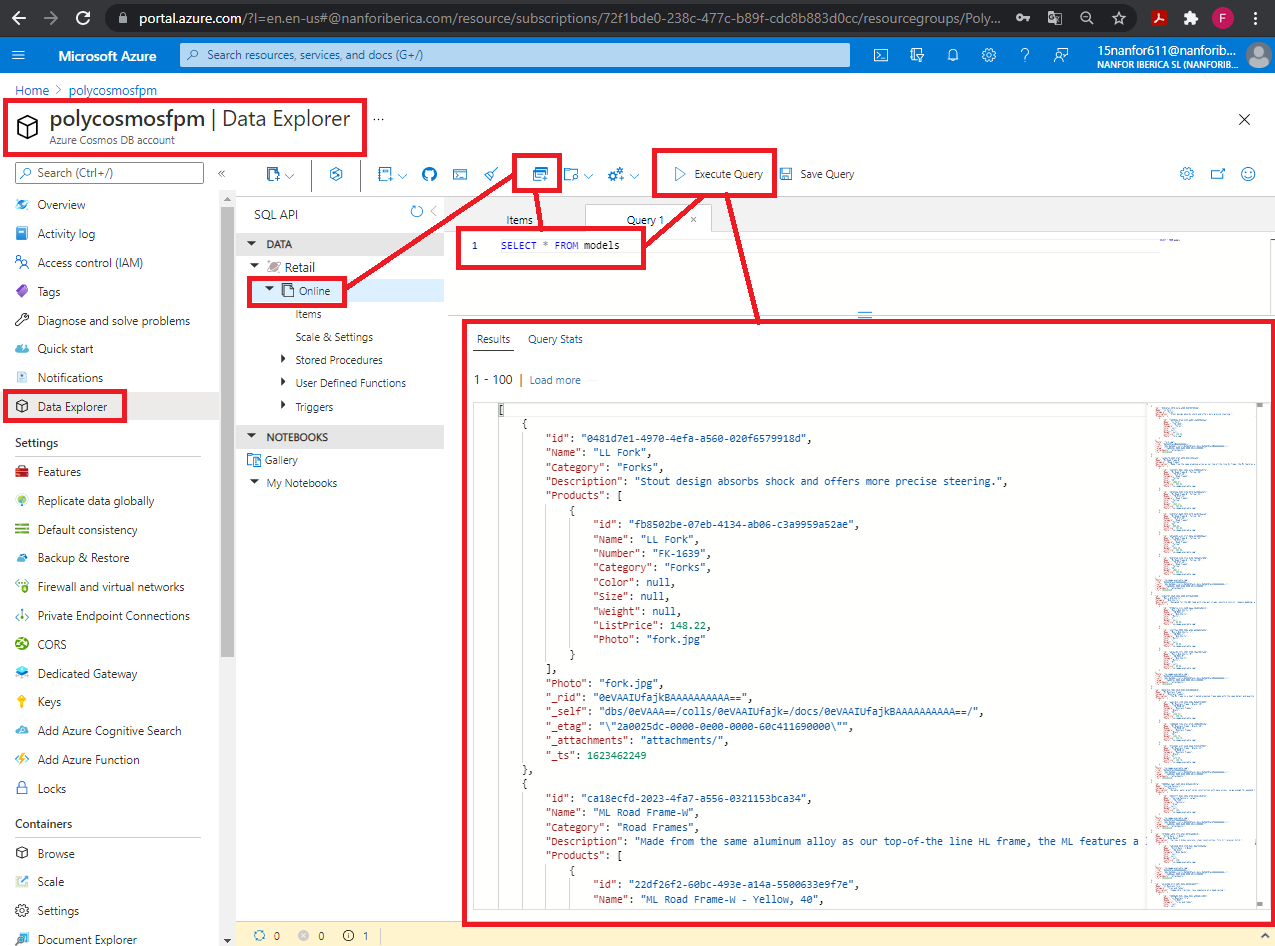 portal.azure.com/?l=en.en-us#@nanforiberica.com/resource/subscriptions/72f1bde0-238c-477c-b89f-cdc8b883d0cc/resourcegroups/Poly...
F
Microsoft Azure
Search resources, services, and docs (G+/)
15nanfor611@nanforib...
NANFOR IBERICA SL (NANFORIB...
Home > polycosmosfpm
polycosmosfpm | Data Explorer ...
Azure Cosmos DB account
Search (Ctrl+/)
«
Execute Query
Save Query
Overview
Activity log
Access control (IAM)
Tags
Diagnose and solve problems
Quick start
Notifications
Data Explorer
Settings
Features
Replicate data globally
Default consistency
Backup & Restore
Firewall and virtual networks
Private Endpoint Connections
CORS
Dedicated Gateway
Keys
Add Azure Cognitive Search
Add Azure Function
Locks
Containers
Browse
Scale
Settings
Document Explorer
SQL API
DATA
Retail
Online
Items
Scale & Settings
Stored Procedures
User Defined Functions
Triggers
NOTEBOOKS
Gallery
My Notebooks
Items
Query 1
1 SELECT * FROM models
Results
Query Stats
1 - 100 | Load more
[
{
"id": "0481d7e1-4970-4efa-a560-020f6579918d",
"Name": "LL Fork",
"Category": "Forks",
"Description": "Stout design absorbs shock and offers more precise steering.",
"Products": [
{
"id": "fb8502be-07eb-4134-ab06-c3a9959a52ae",
"Name": "LL Fork",
"Number": "FK-1639",
"Category": "Forks",
"Color": null,
"Size": null,
"Weight": null,
"ListPrice": 148.22,
"Photo": "fork.jpg"
}
],
"Photo": "fork.jpg",
"_rid": "0eVAAIUfajkBAAAAAAAAAA==",
"_self": "dbs/0eVAAA==/colls/0eVAAIUfajk=/docs/0eVAAIUfajkBAAAAAAAAAA==/",
"_etag": "\"2a0025dc-0000-0e00-0000-60c411690000\"",
"_attachments": "attachments/",
"_ts": 1623462249
},
{
"id": "ca18ecfd-2023-4fa7-a556-0321153bca34",
"Name": "ML Road Frame-W",
"Category": "Road Frames",
"Description": "Made from the same aluminum alloy as our top-of-the line HL frame, the ML features a
"Products": [
{
"id": "22df26f2-60bc-493e-a14a-5500633e9f7e",
"Name": "ML Road Frame-W - Yellow, 40",
0
0
1